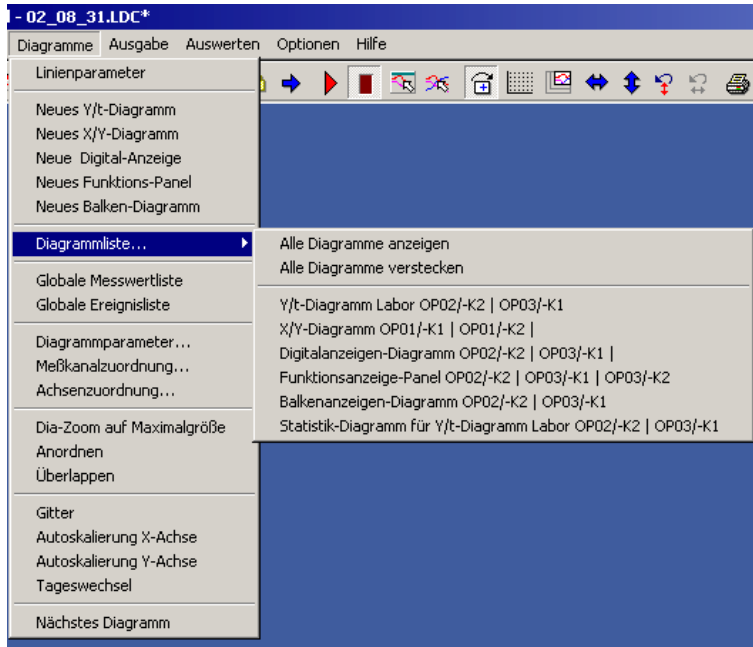 - 02_08_31.LDC*
Diagramme Ausgabe Auswerten Optionen Hilfe
Linienparameter
Neues Y/t-Diagramm
Neues X/Y-Diagramm
Neue Digital-Anzeige
Neues Funktions-Panel
Neues Balken-Diagramm
Diagrammliste...
Alle Diagramme anzeigen
Alle Diagramme verstecken
Y/t-Diagramm Labor OP02/-K2 | OP03/-K1
X/Y-Diagramm OP01/-K1 | OP01/-K2 |
Digitalanzeigen-Diagramm OP02/-K2 | OP03/-K1 |
Funktionsanzeige-Panel OP02/-K2 | OP03/-K1 | OP03/-K2
Balkenanzeigen-Diagramm OP02/-K2 | OP03/-K1
Statistik-Diagramm für Y/t-Diagramm Labor OP02/-K2 | OP03/-K1
Globale Messwertliste
Globale Ereignisliste
Diagrammparameter...
Meßkanalzuordnung...
Achsenzuordnung...
Dia-Zoom auf Maximalgröße
Anordnen
Überlappen
Gitter
Autoskalierung X-Achse
Autoskalierung Y-Achse
Tageswechsel
Nächstes Diagramm